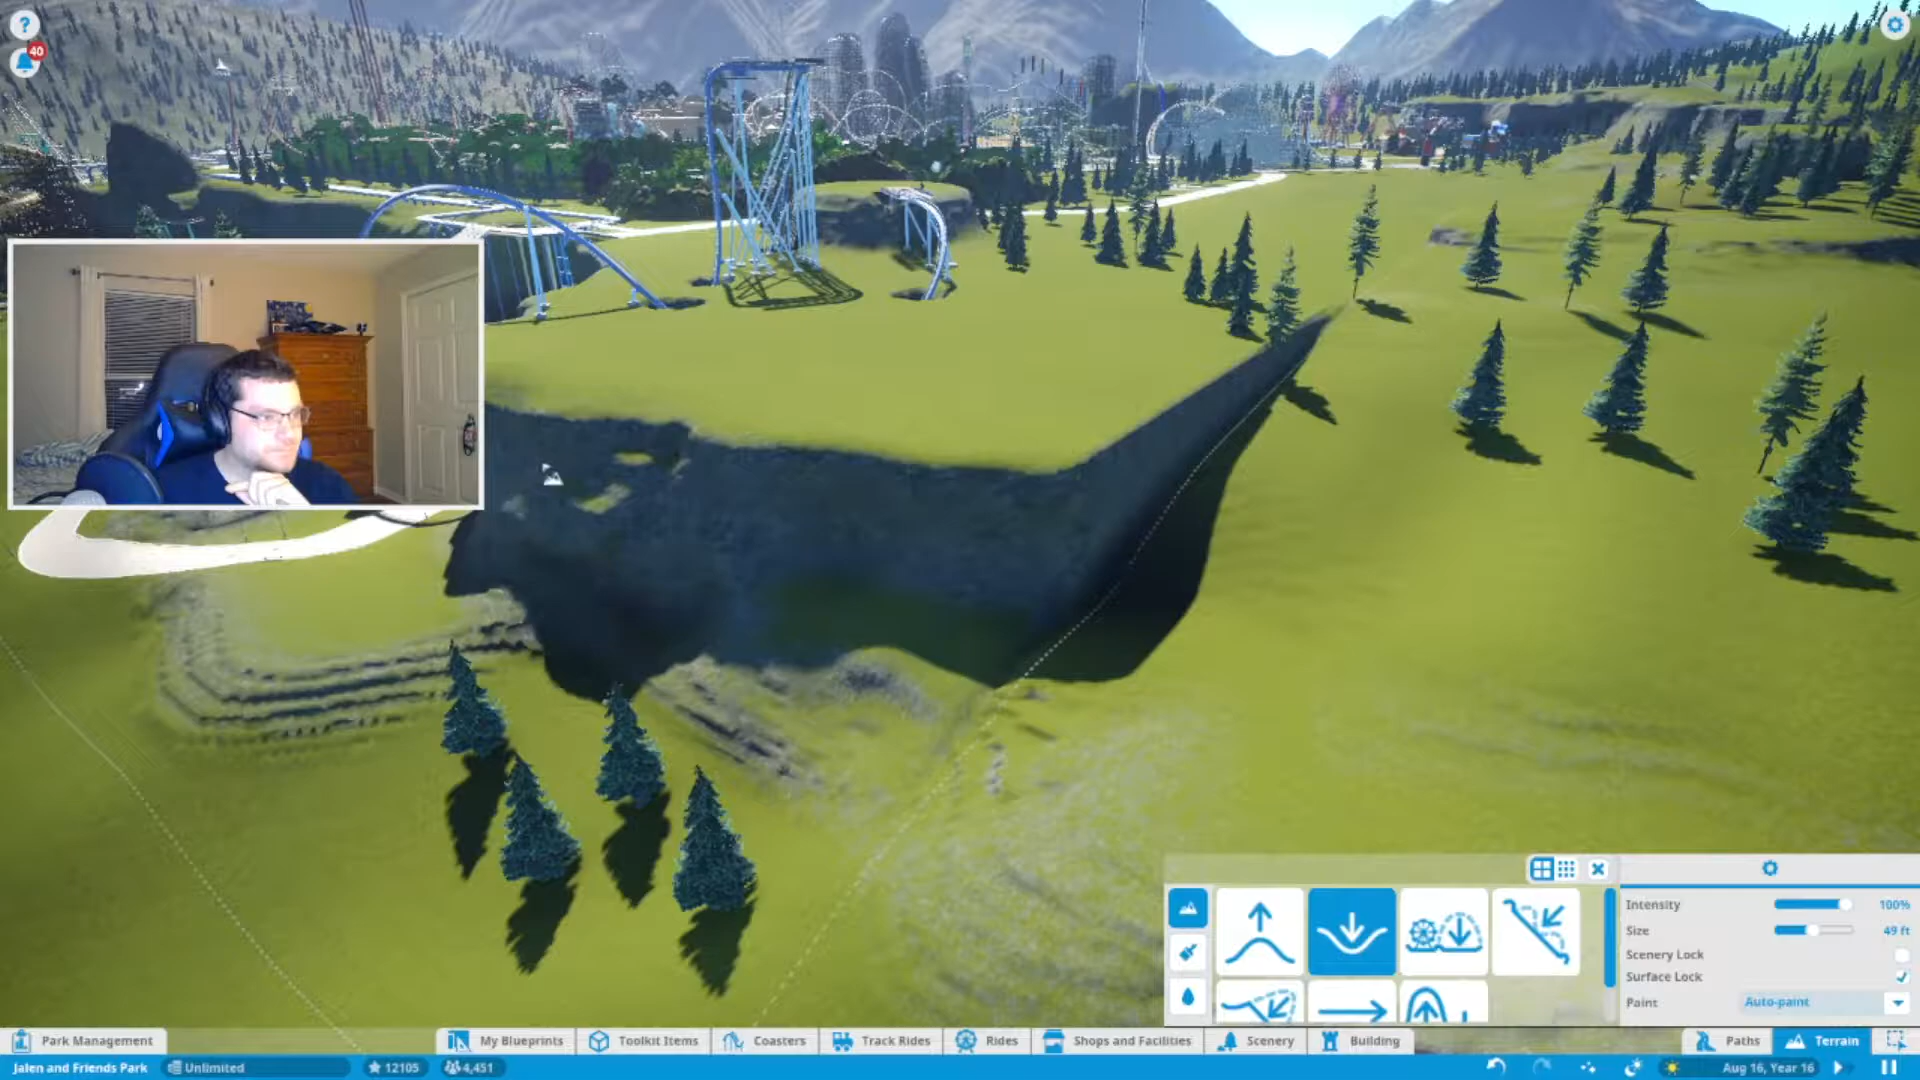 ?
40
Intensity 100%
Size 49 ft
Scenery Lock
Surface Lock
Paint Auto-paint
Park Management
My Blueprints
Toolkit Items
Coasters
Track Rides
Rides
Shops and Facilities
Scenery
Building
Paths
Terrain
Jalen and Friends Park
Unlimited
12105
4,451
Aug 16, Year 16